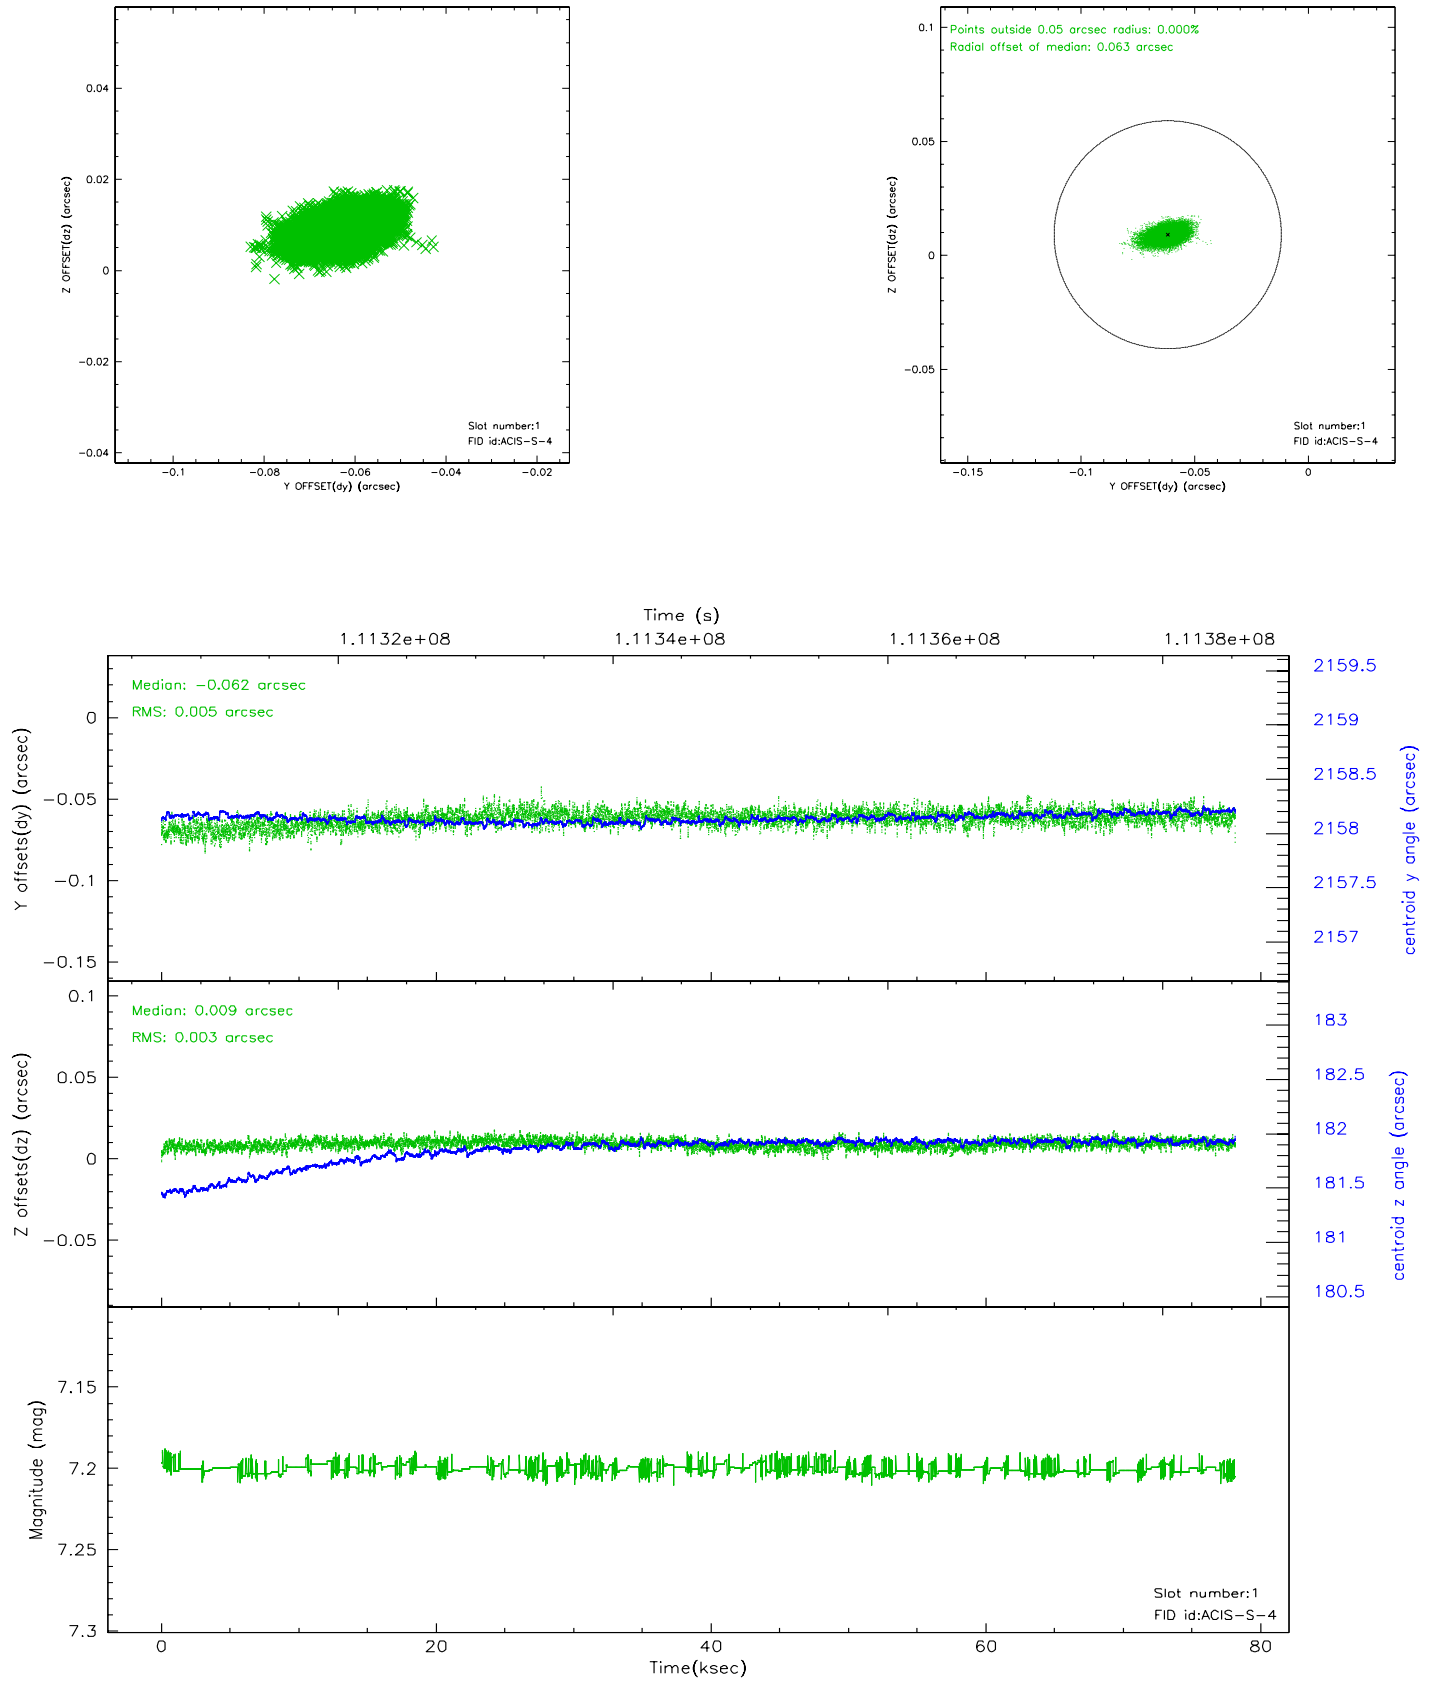 0.04
0.02
0
−0.02
−0.04
Z OFFSET(dz) (arcsec)
Slot number:1
FID id:ACIS−S−4
−0.1
−0.08
−0.06
−0.04
−0.02
Y OFFSET(dy) (arcsec)
Points outside 0.05 arcsec radius: 0.000%
Radial offset of median: 0.063 arcsec
0.1
0.05
0
−0.05
Z OFFSET(dz) (arcsec)
Slot number:1
FID id:ACIS−S−4
−0.15
−0.1
−0.05
0
Y OFFSET(dy) (arcsec)
Time (s)
1.1132e+08
1.1134e+08
1.1136e+08
1.1138e+08
Median: −0.062 arcsec
RMS: 0.005 arcsec
0
−0.05
−0.1
−0.15
Y offsets(dy) (arcsec)
2159.5
2159
2158.5
2158
2157.5
2157
centroid y angle (arcsec)
Median: 0.009 arcsec
RMS: 0.003 arcsec
0.1
0.05
0
−0.05
Z offsets(dz) (arcsec)
183
182.5
182
181.5
181
180.5
centroid z angle (arcsec)
7.15
7.2
7.25
7.3
Magnitude (mag)
Slot number:1
FID id:ACIS−S−4
0
20
40
60
80
Time(ksec)